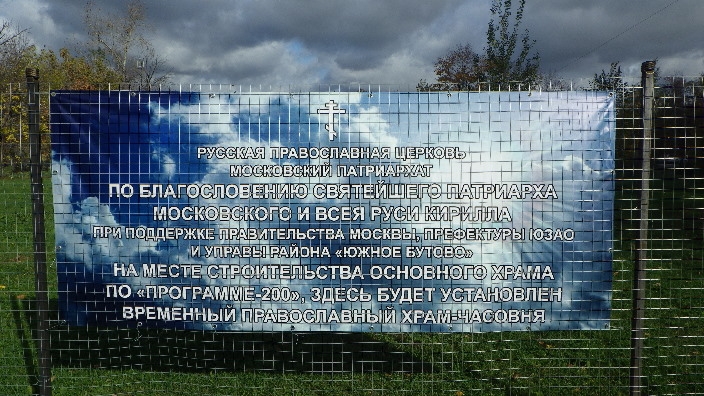 РУССКАЯ ПРАВОСЛАВНАЯ ЦЕРКОВЬ
МОСКОВСКИЙ ПАТРИАРХАТ
ПО БЛАГОСЛОВЕНИЮ СВЯТЕЙШЕГО ПАТРИАРХА
МОСКОВСКОГО И ВСЕЯ РУСИ КИРИЛЛА
ПРИ ПОДДЕРЖКЕ ПРАВИТЕЛЬСТВА МОСКВЫ, ПРЕФЕКТУРЫ ЮЗАО
И УПРАВЫ РАЙОНА «ЮЖНОЕ БУТОВО»
НА МЕСТЕ СТРОИТЕЛЬСТВА ОСНОВНОГО ХРАМА
ПО «ПРОГРАММЕ-200», ЗДЕСЬ БУДЕТ УСТАНОВЛЕН
ВРЕМЕННЫЙ ПРАВОСЛАВНЫЙ ХРАМ-ЧАСОВНЯ